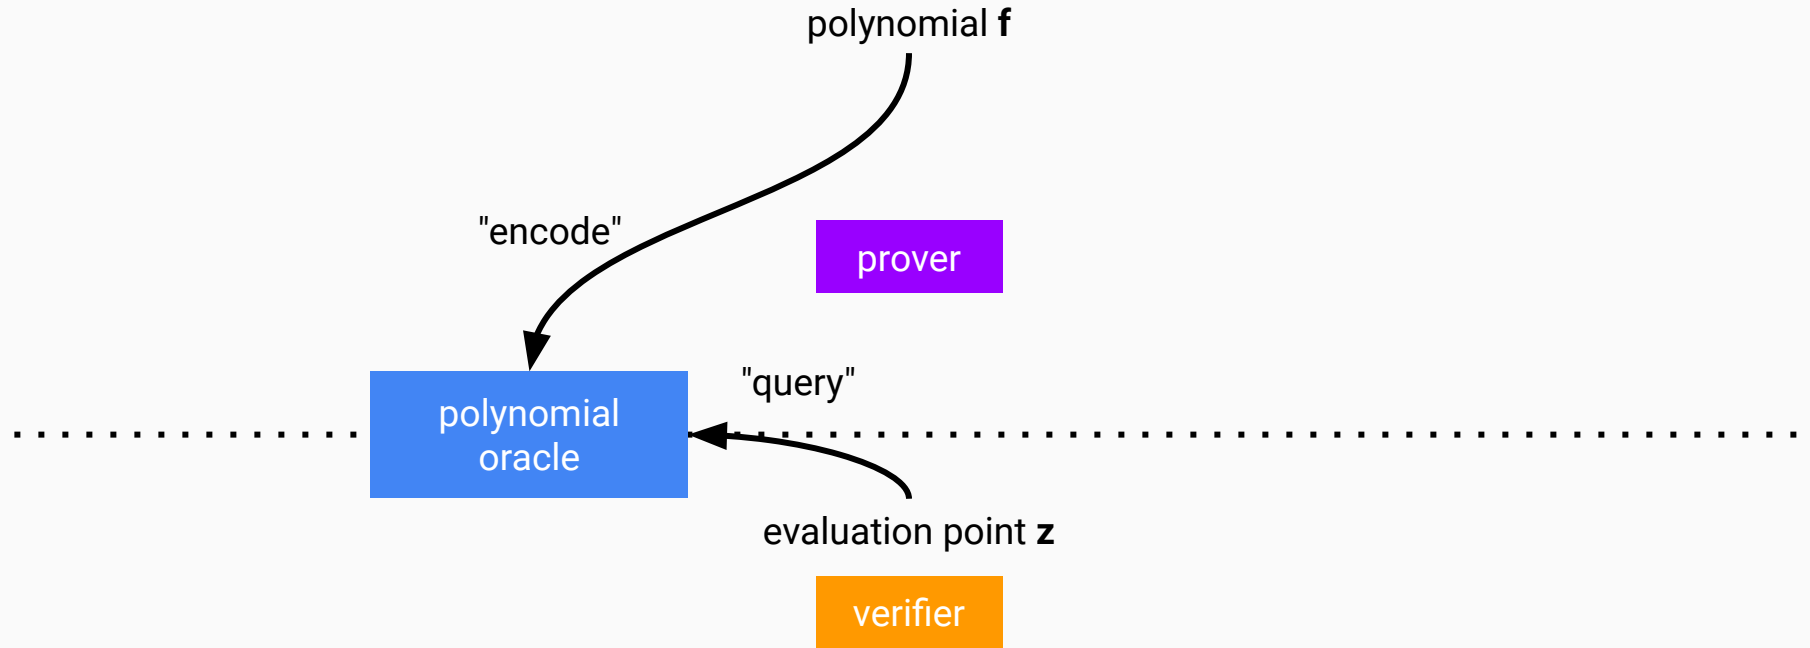 polynomial f
"encode"
prover
"query"
polynomial
oracle
evaluation point z
verifier